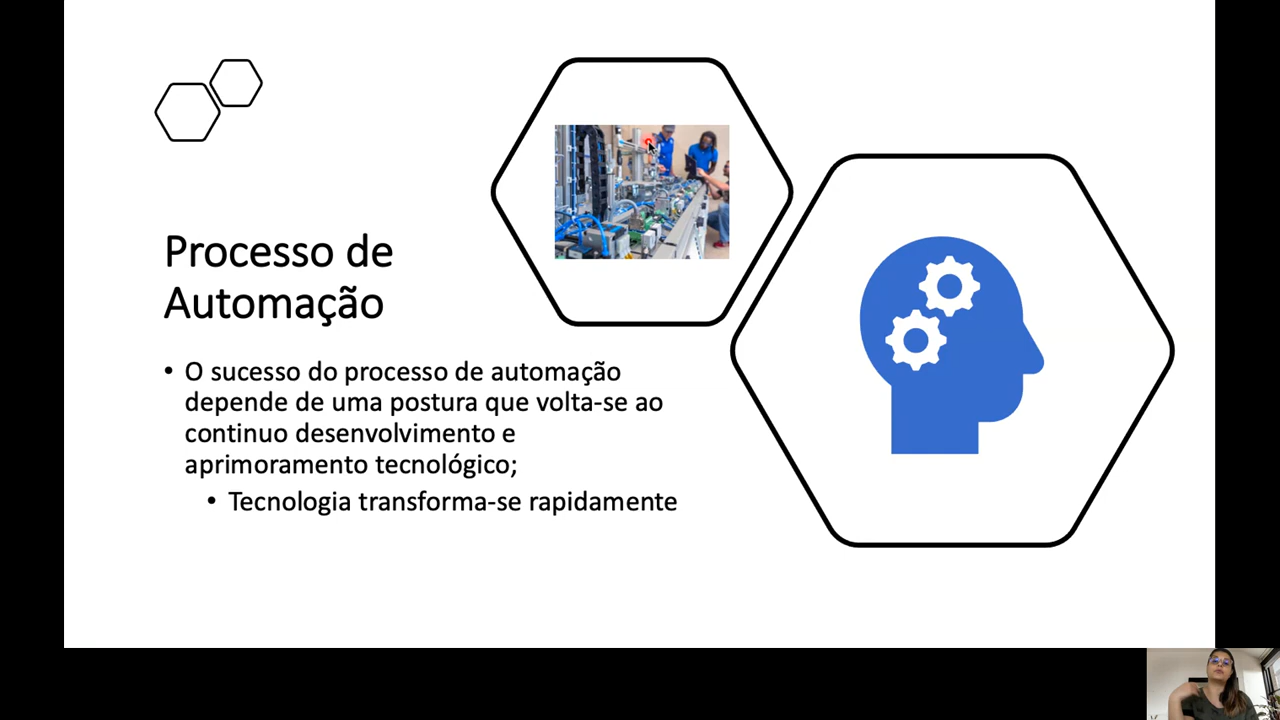 Processo de
Automação
• O sucesso do processo de automação
depende de uma postura que volta-se ao
continuo desenvolvimento e
aprimoramento tecnológico;
• Tecnologia transforma-se rapidamente